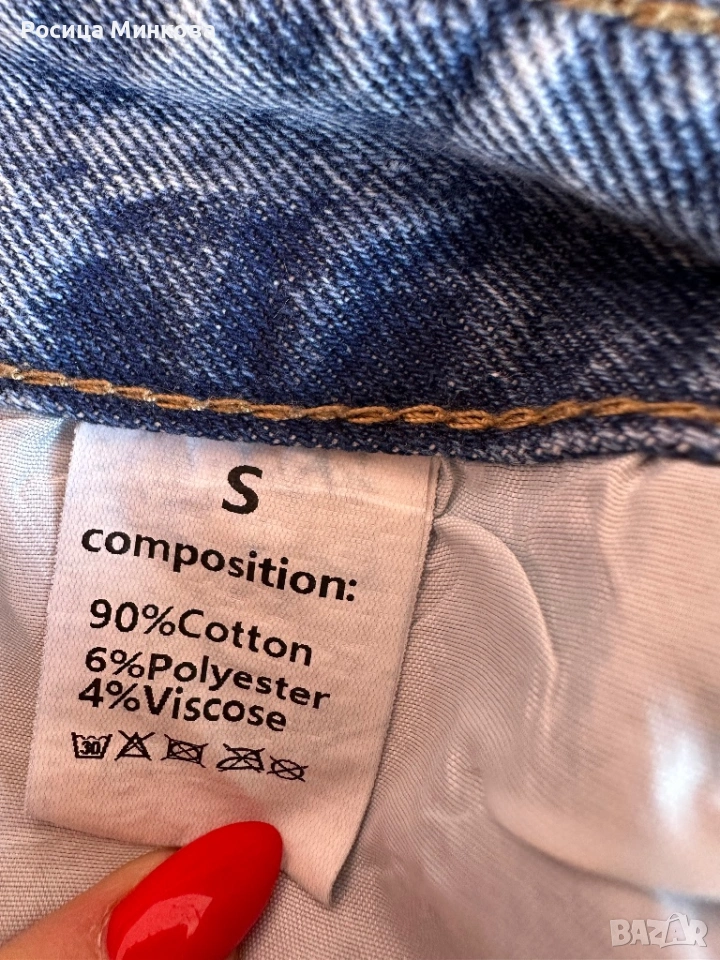 Росица Минкова
S
composition:
90%Cotton
6%Polyester
4%Viscose
30
BAZAR